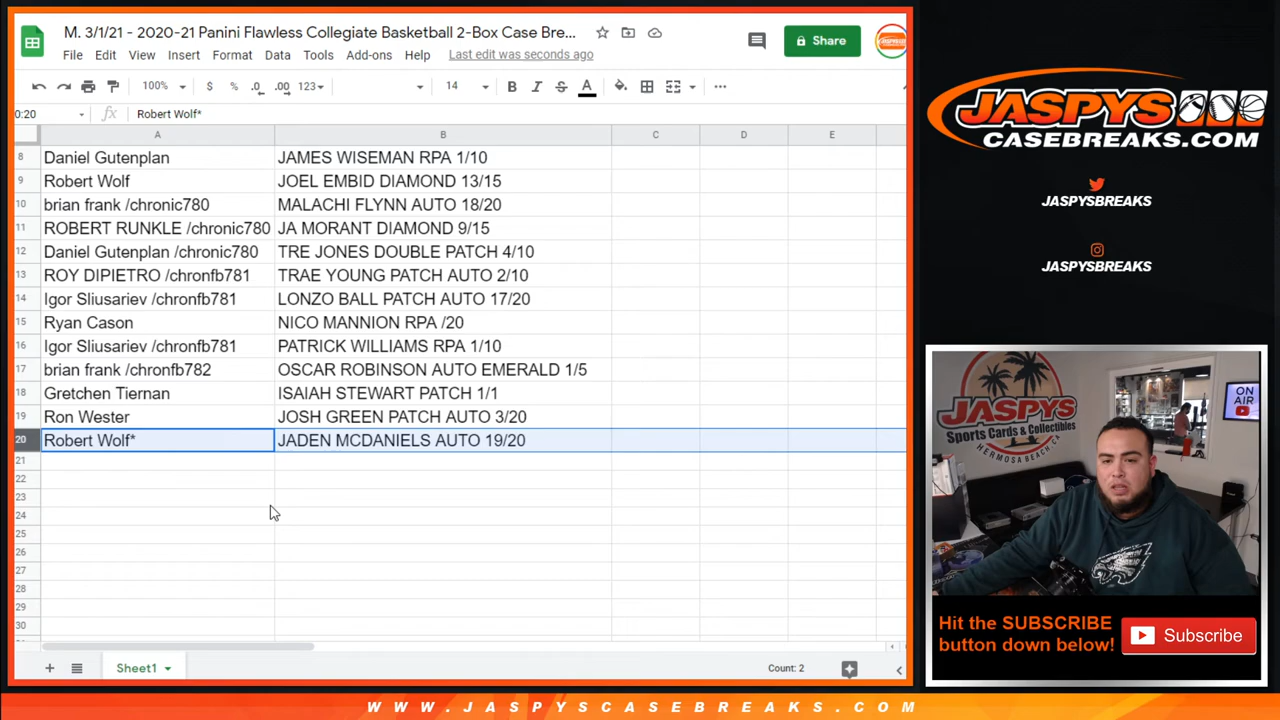 M. 3/1/21 - 2020-21 Panini Flawless Collegiate Basketball 2-Box Case Bre...
Share
File Edit View Insert Format Data Tools Add-ons Help Last edit was seconds ago
100% $ % .0 .00 123 14 B I S A
0:20 fx Robert Wolf*
A B C D E
8 Daniel Gutenplan JAMES WISEMAN RPA 1/10
9 Robert Wolf JOEL EMBID DIAMOND 13/15
10 brian frank /chronic780 MALACHI FLYNN AUTO 18/20
11 ROBERT RUNKLE /chronic780 JA MORANT DIAMOND 9/15
12 Daniel Gutenplan /chronic780 TRE JONES DOUBLE PATCH 4/10
13 ROY DIPIETRO /chronfb781 TRAE YOUNG PATCH AUTO 2/10
14 Igor Sliusariev /chronfb781 LONZO BALL PATCH AUTO 17/20
15 Ryan Cason NICO MANNION RPA /20
16 Igor Sliusariev /chronfb781 PATRICK WILLIAMS RPA 1/10
17 brian frank /chronfb782 OSCAR ROBINSON AUTO EMERALD 1/5
18 Gretchen Tiernan ISAIAH STEWART PATCH 1/1
19 Ron Wester JOSH GREEN PATCH AUTO 3/20
20 Robert Wolf* JADEN MCDANIELS AUTO 19/20
21
22
23
24
25
26
27
28
29
30
Sheet1
Count: 2
JASPYS
CASEBREAKS.COM
JASPYSBREAKS
JASPYSBREAKS
JASPYS
Sports Cards & Collectibles
HERMOSA BEACH, CA
ON
AIR
Hit the SUBSCRIBE
button down below!
Subscribe
WWW.JASPYSCASEBREAKS.COM